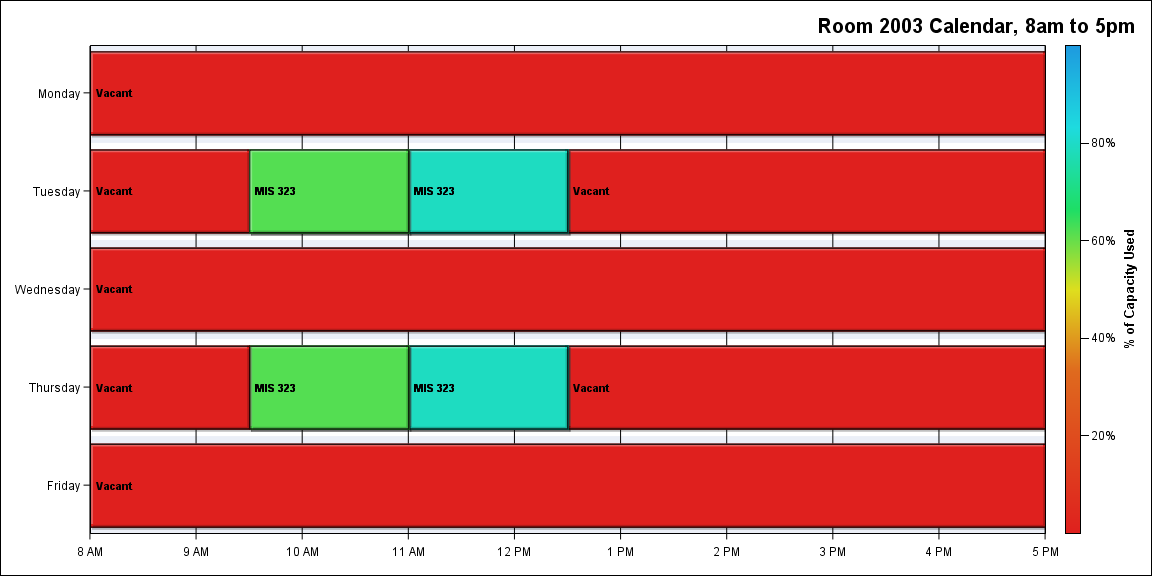 Room 2003 Calendar, 8am to 5pm
Monday
Vacant
80%
Tuesday
Vacant
MIS 323
MIS 323
Vacant
60%
% of Capacity Used
Wednesday
Vacant
40%
Thursday
Vacant
MIS 323
MIS 323
Vacant
20%
Friday
Vacant
8 AM
9 AM
10 AM
11 AM
12 PM
1 PM
2 PM
3 PM
4 PM
5 PM